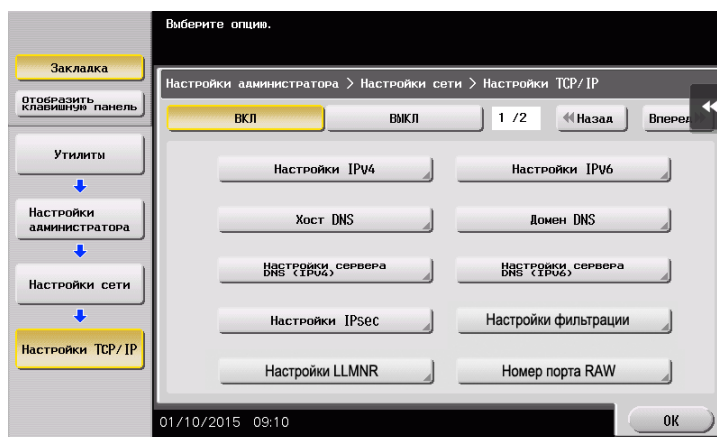 Выберите опцию.
Закладка
Отобразить
клавишную панель
Утилиты
Настройки
администратора
Настройки сети
Настройки TCP/IP
Настройки администратора > Настройки сети > Настройки TCP/IP
ВКЛ
ВЫКЛ
1 /2
Назад
Вперед
Настройки IPv4
Настройки IPv6
Хост DNS
Домен DNS
Настройки сервера
DNS (IPv4)
Настройки сервера
DNS (IPv6)
Настройки IPsec
Настройки фильтрации
Настройки LLMNR
Номер порта RAW
01/10/2015 09:10
OK